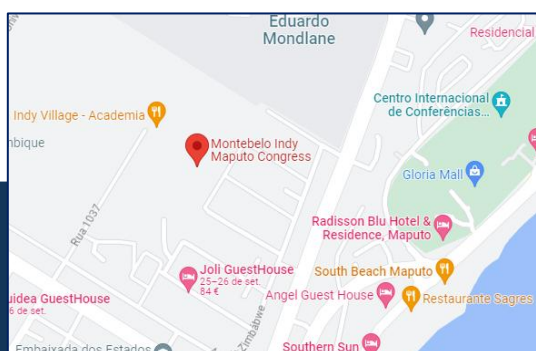 Eduardo
Mondlane
Residencial
Centro Internacional
de Conferências...
Indy Village - Academia
mbique
Montebelo Indy
Maputo Congress
Gloria Mall
Rua 1037
Radisson Blu Hotel &
Residence, Maputo
Joli GuestHouse
25–26 de set.
84 €
South Beach Maputo
uidea GuestHouse
6 de set.
Angel Guest House
Restaurante Sagres
Zimbabwe
Southern Sun
Embaixada dos Estados